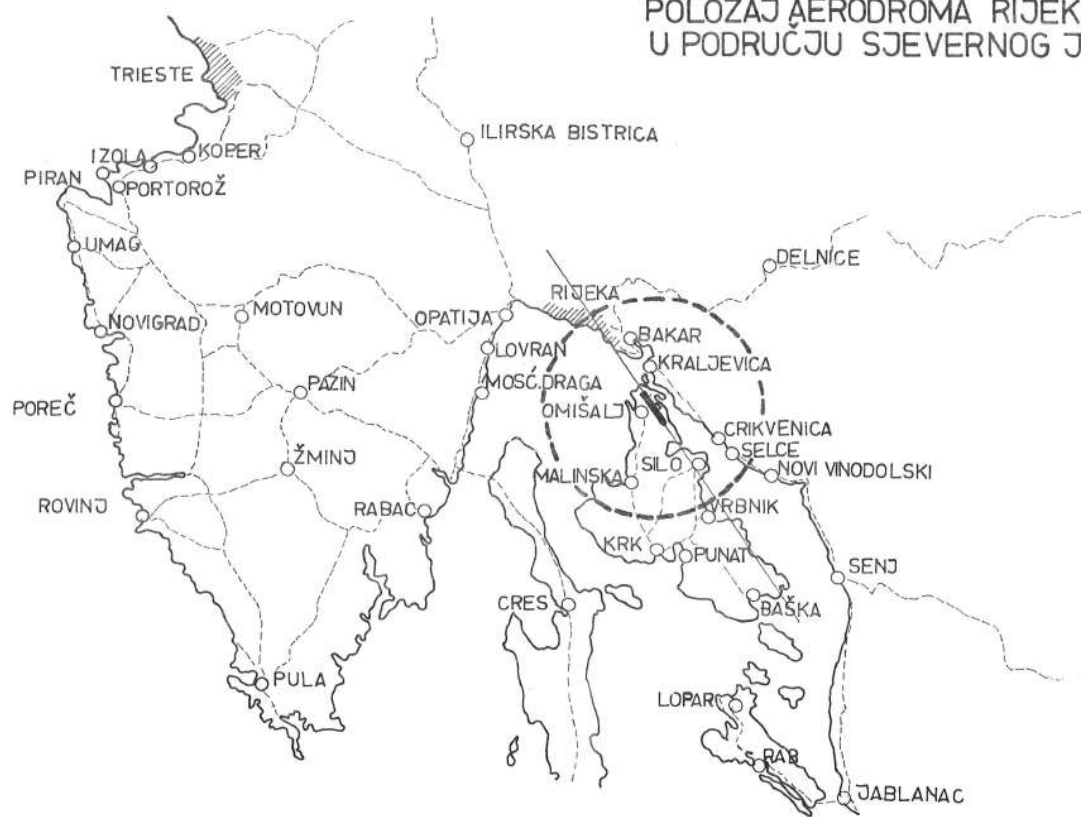 POLOZAJ AERODROMA RIJEK
U PODRUČJU SJEVERNOG J
TRIESTE
ILIRSKA BISTRICA
IZOLA
KOPER
PIRAN
PORTOROŽ
UMAG
DELNICE
RIJEKA
MOTOVUN
OPATIJA
NOVIGRAD
BAKAR
LOVRAN
KRALJEVICA
PAZIN
MOŠĆ.DRAGA
POREČ
OMIŠALJ
CRIKVENICA
SELCE
ŽMINJ
MALINSKA
SILO
NOVI VINODOLSKI
ROVINJ
RABAC
VRBNIK
KRK
PUNAT
SENJ
CRES
BAŠKA
PULA
LOPAR
RAB
JABLANAC